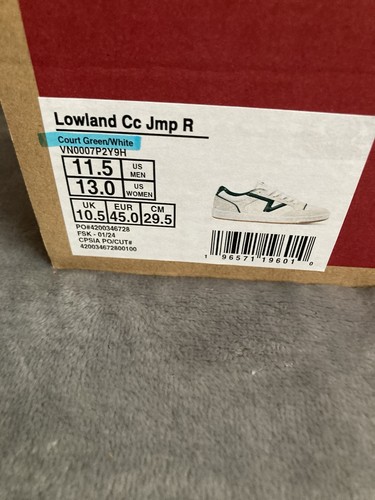 Lowland Cc Jmp R
Court Green/White
VN0007P2Y9H
11.5 US MEN
13.0 US WOMEN
UK EUR CM
10.5 45.0 29.5
PO#4200346728
FSK - 01/24
CPSIA PO/CUT#
420034672800100
1 96571 19601 0